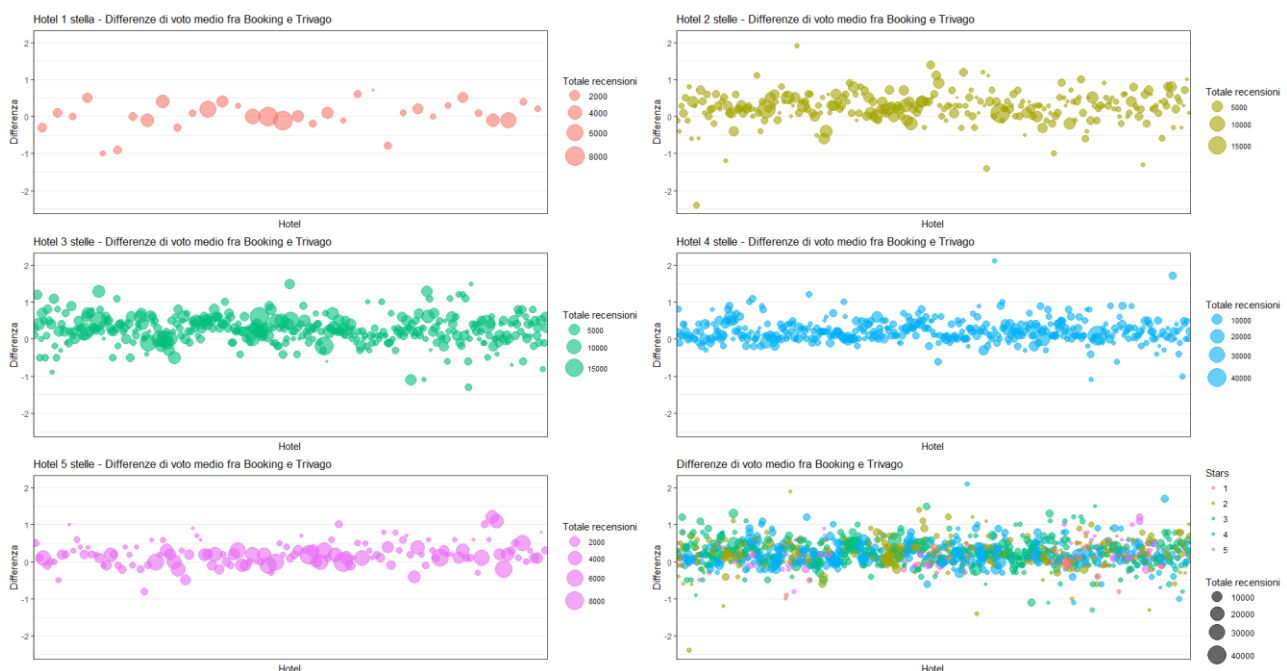 Hotel 1 stella - Differenze di voto medio fra Booking e Trivago
2
1
0
-1
-2
Differenza
Hotel
Totale recensioni
2000
4000
6000
8000
Hotel 2 stelle - Differenze di voto medio fra Booking e Trivago
2
1
0
-1
-2
Differenza
Hotel
Totale recensioni
5000
10000
15000
Hotel 3 stelle - Differenze di voto medio fra Booking e Trivago
2
1
0
-1
-2
Differenza
Hotel
Totale recensioni
5000
10000
15000
Hotel 4 stelle - Differenze di voto medio fra Booking e Trivago
2
1
0
-1
-2
Differenza
Hotel
Totale recensioni
10000
20000
30000
40000
Hotel 5 stelle - Differenze di voto medio fra Booking e Trivago
2
1
0
-1
-2
Differenza
Hotel
Totale recensioni
2000
4000
6000
8000
Differenze di voto medio fra Booking e Trivago
2
1
0
-1
-2
Differenza
Hotel
Stars
1
2
3
4
5
Totale recensioni
10000
20000
30000
40000